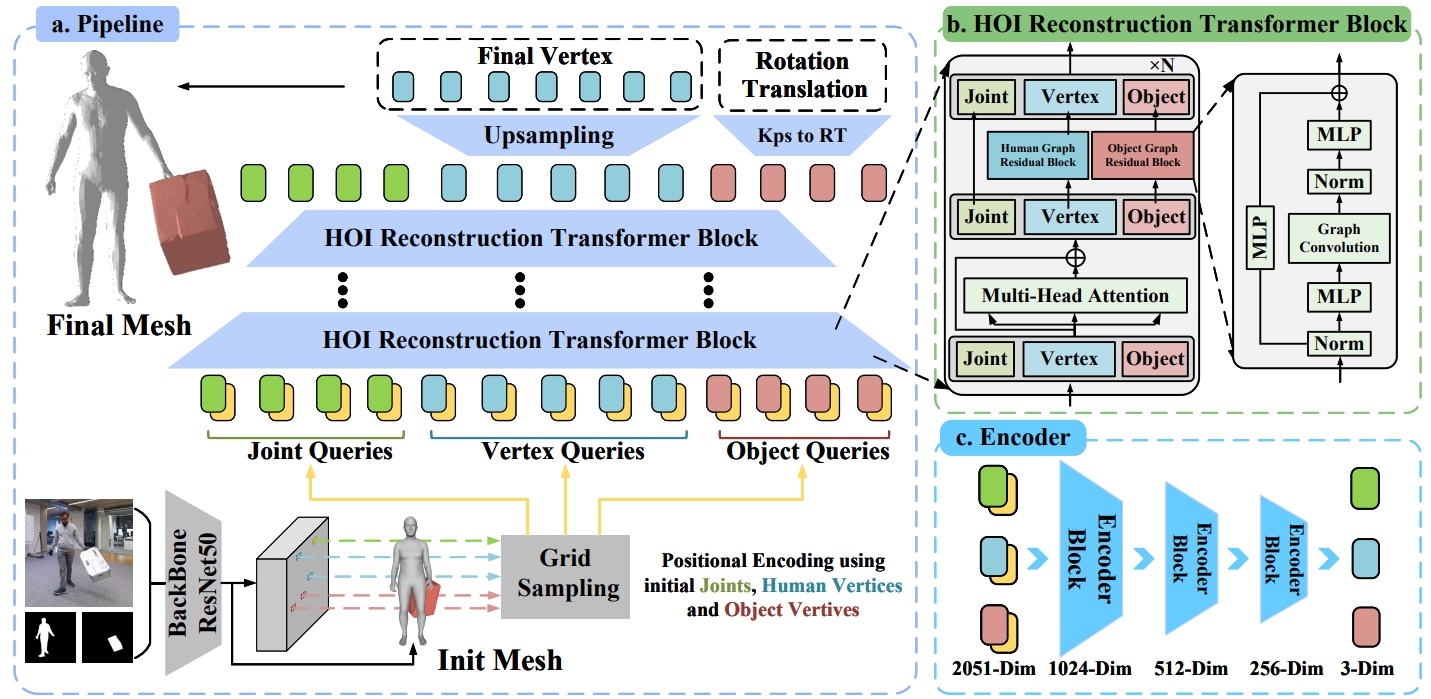 a. Pipeline
Final Vertex
Rotation
Translation
Upsampling
Kps to RT
HOI Reconstruction Transformer Block
HOI Reconstruction Transformer Block
Final Mesh
Joint Queries
Vertex Queries
Object Queries
BackBone
ResNet50
Grid
Sampling
Init Mesh
Positional Encoding using
initial Joints, Human Vertices
and Object Vertives
b. HOI Reconstruction Transformer Block
×N
Joint
Vertex
Object
Human Graph
Residual Block
Object Graph
Residual Block
Joint
Vertex
Object
Multi-Head Attention
Joint
Vertex
Object
MLP
Norm
Graph
Convolution
MLP
MLP
Norm
c. Encoder
Encoder
Block
Encoder
Block
Encoder
Block
2051-Dim
1024-Dim
512-Dim
256-Dim
3-Dim